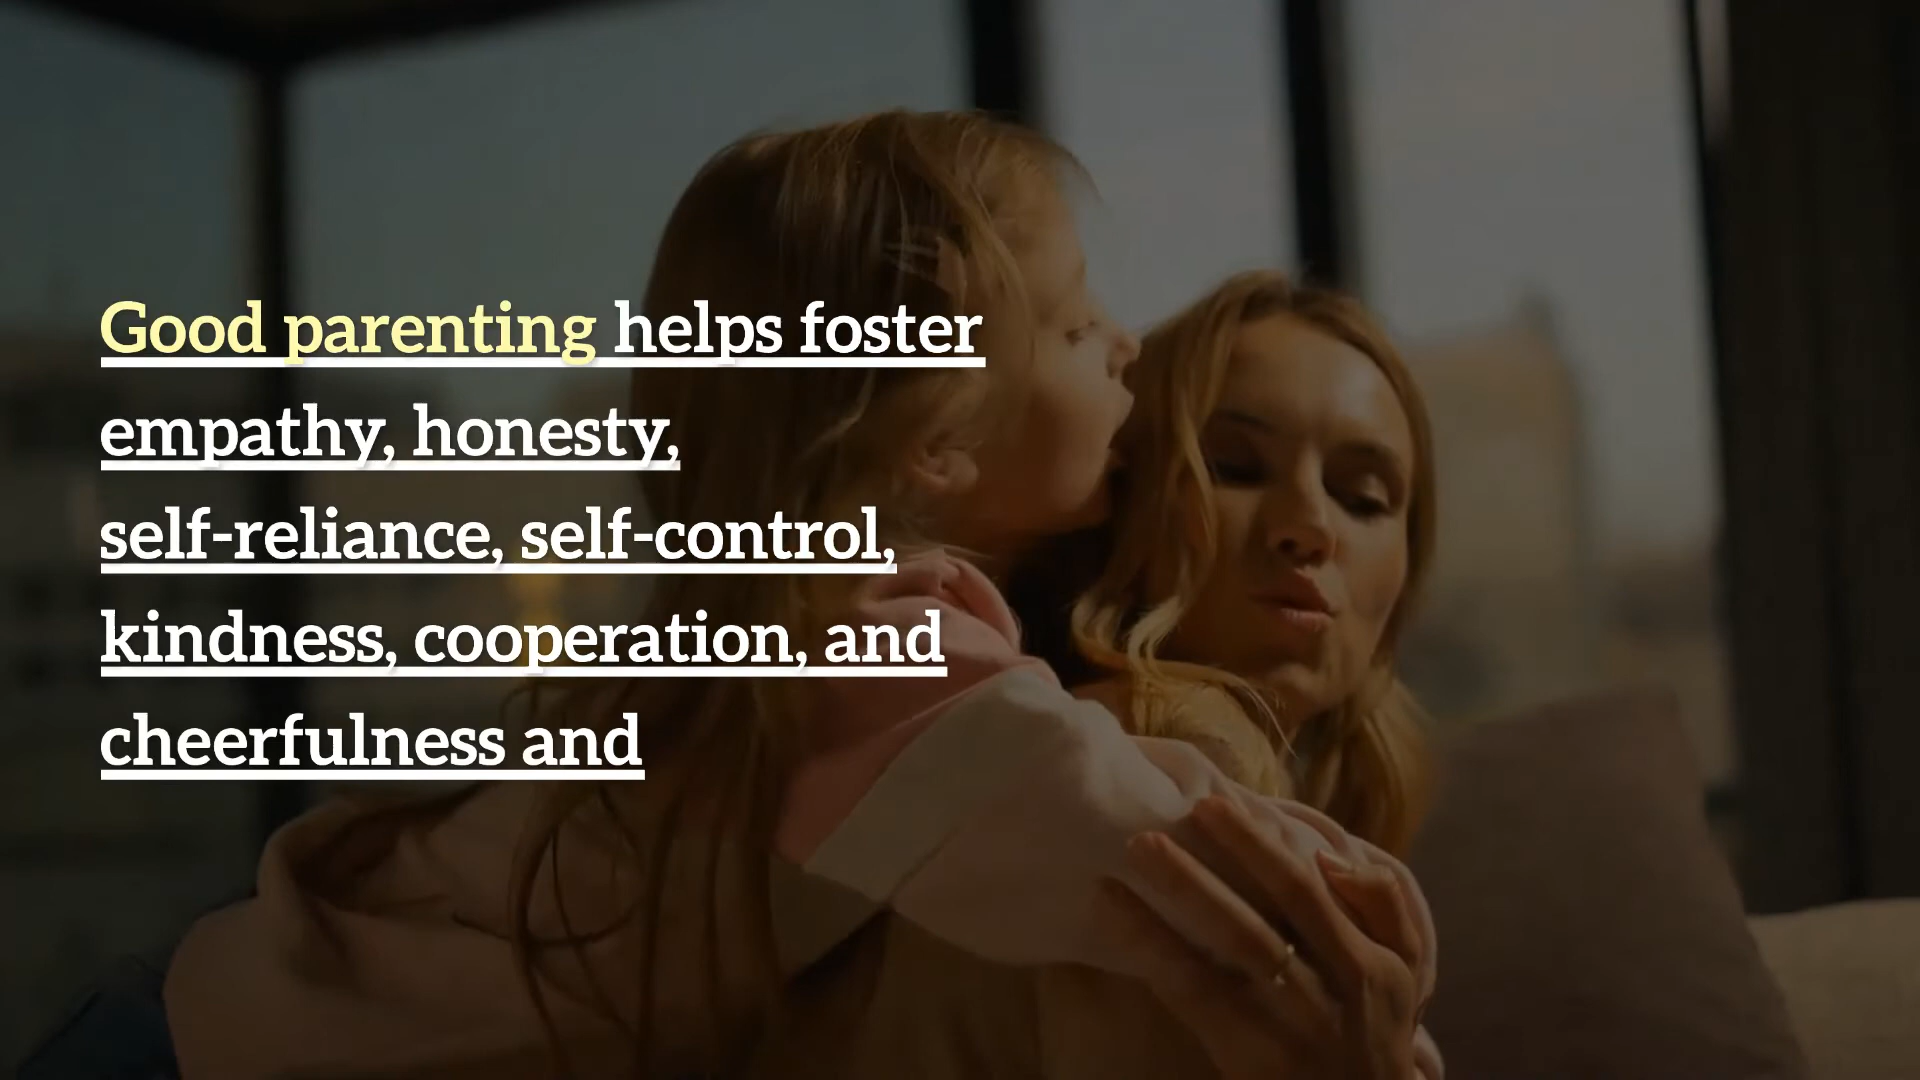 Good parenting helps foster
empathy, honesty,
self-reliance, self-control,
kindness, cooperation, and
cheerfulness and